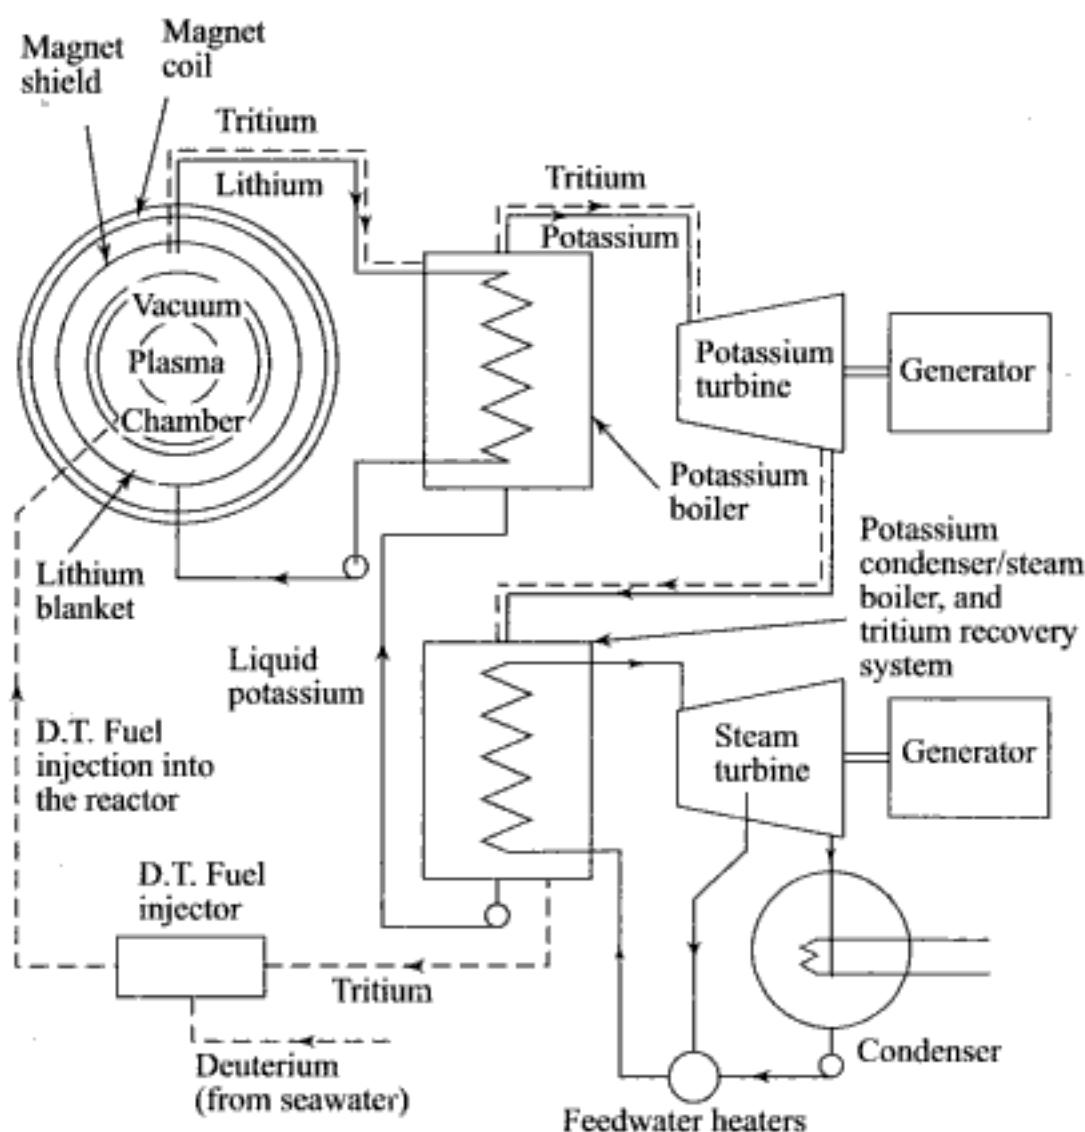 Magnet
shield
Magnet
coil
Tritium
Lithium
Tritium
Potassium
Vacuum
Plasma
Chamber
Potassium
turbine
Generator
Potassium
boiler
Lithium
blanket
Potassium
condenser/steam
boiler, and
tritium recovery
system
Liquid
potassium
D.T. Fuel
injection into
the reactor
Steam
turbine
Generator
D.T. Fuel
injector
Tritium
Deuterium
(from seawater)
Condenser
Feedwater heaters